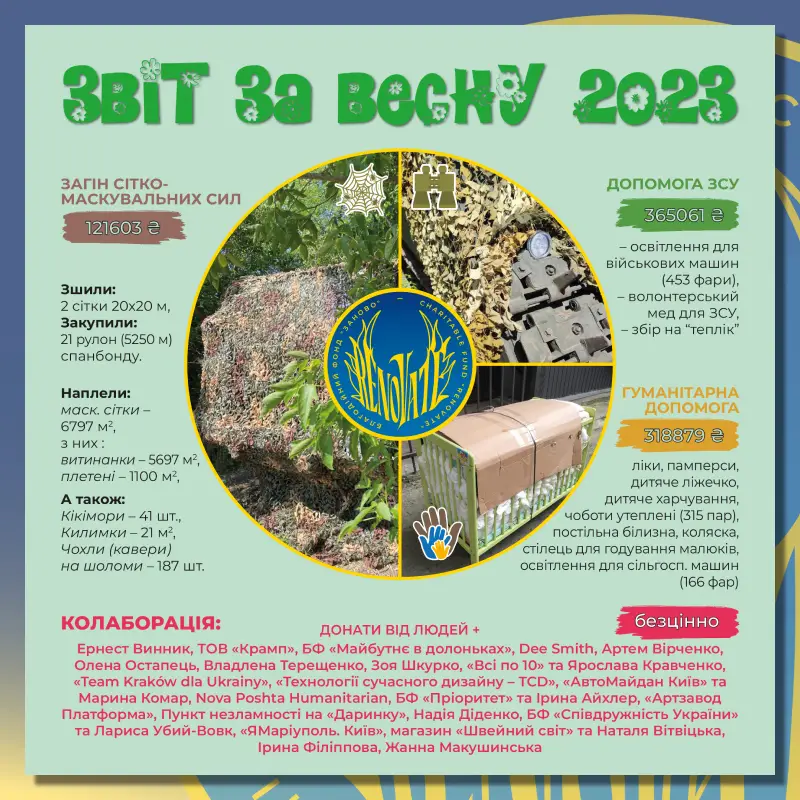 ЗВІТ За ВЕСНУ 2023
ЗАГІН СІТКО-
МАСКУВАЛЬНИХ СИЛ
121603 ₴
Зшили:
2 сітки 20х20 м,
Закупили:
21 рулон (5250 м)
спанбонду.
Наплели:
маск. сітки –
6797 м²,
з них :
витинанки – 5697 м²,
плетені – 1100 м²,
А також:
Кікімори – 41 шт.,
Килимки – 21 м²,
Чохли (кавери)
на шоломи – 187 шт.
БЛАГОДІЙНИЙ ФОНД "ЗАНОВО" – CHARITABLE FUND "RENOVATE"
RENOVATE
ДОПОМОГА ЗСУ
365061 ₴
– освітлення для
військових машин
(453 фари),
– волонтерський
мед для ЗСУ,
– збір на “теплік”
ГУМАНІТАРНА
ДОПОМОГА
318879 ₴
ліки, памперси,
дитяче ліжечко,
дитяче харчування,
чоботи утеплені (315 пар),
постільна білизна, коляска,
стілець для годування малюків,
освітлення для сільгосп. машин
(166 фар)
КОЛАБОРАЦІЯ:
ДОНАТИ ВІД ЛЮДЕЙ +
безцінно
Ернест Винник, ТОВ «Крамп», БФ «Майбутнє в долоньках», Dee Smith, Артем Вірченко,
Олена Остапець, Владлена Терещенко, Зоя Шкурко, «Всі по 10» та Ярослава Кравченко,
«Team Kraków dla Ukrainy», «Технології сучасного дизайну – TCD», «АвтоМайдан Київ» та
Марина Комар, Nova Poshta Humanitarian, БФ «Пріоритет» та Ірина Айхлер, «Артзавод
Платформа», Пункт незламності на «Даринку», Надія Діденко, БФ «Співдружність України»
та Лариса Убий-Вовк, «ЯМаріуполь. Київ», магазин «Швейний світ» та Наталя Вітвіцька,
Ірина Філіппова, Жанна Макушинська